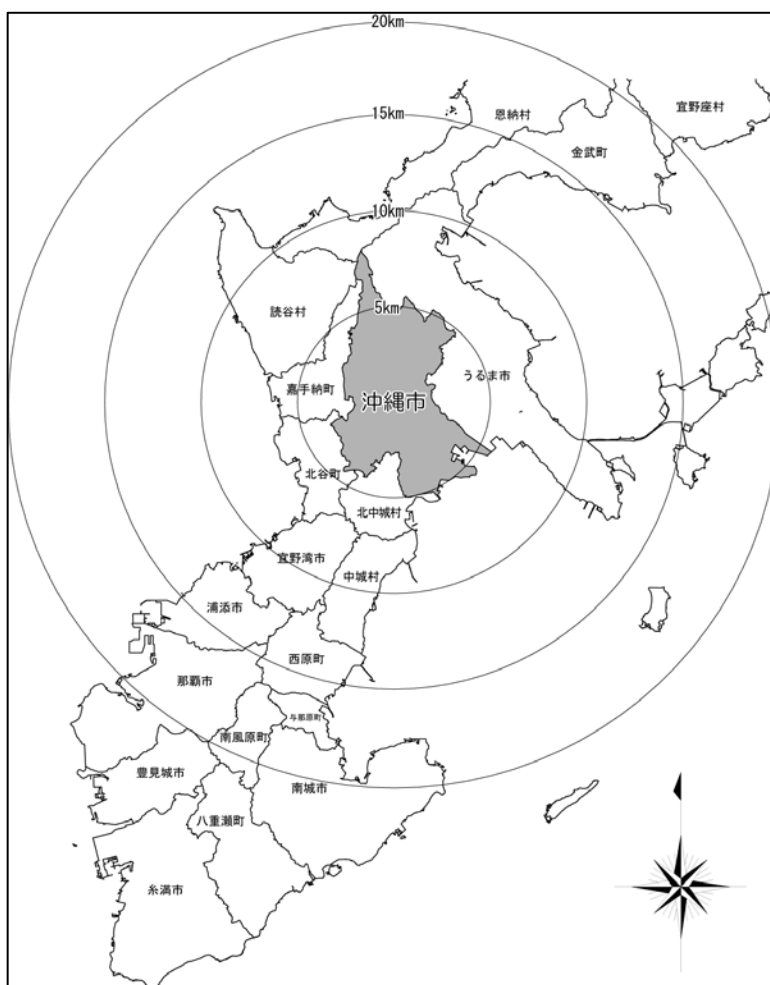 20km
宜野座村
恩納村
15km
金武町
10km
5km
読谷村
うるま市
嘉手納町
沖縄市
北谷町
北中城村
宜野湾市
中城村
浦添市
西原町
那覇市
与那原町
南風原町
豊見城市
南城市
八重瀬町
糸満市